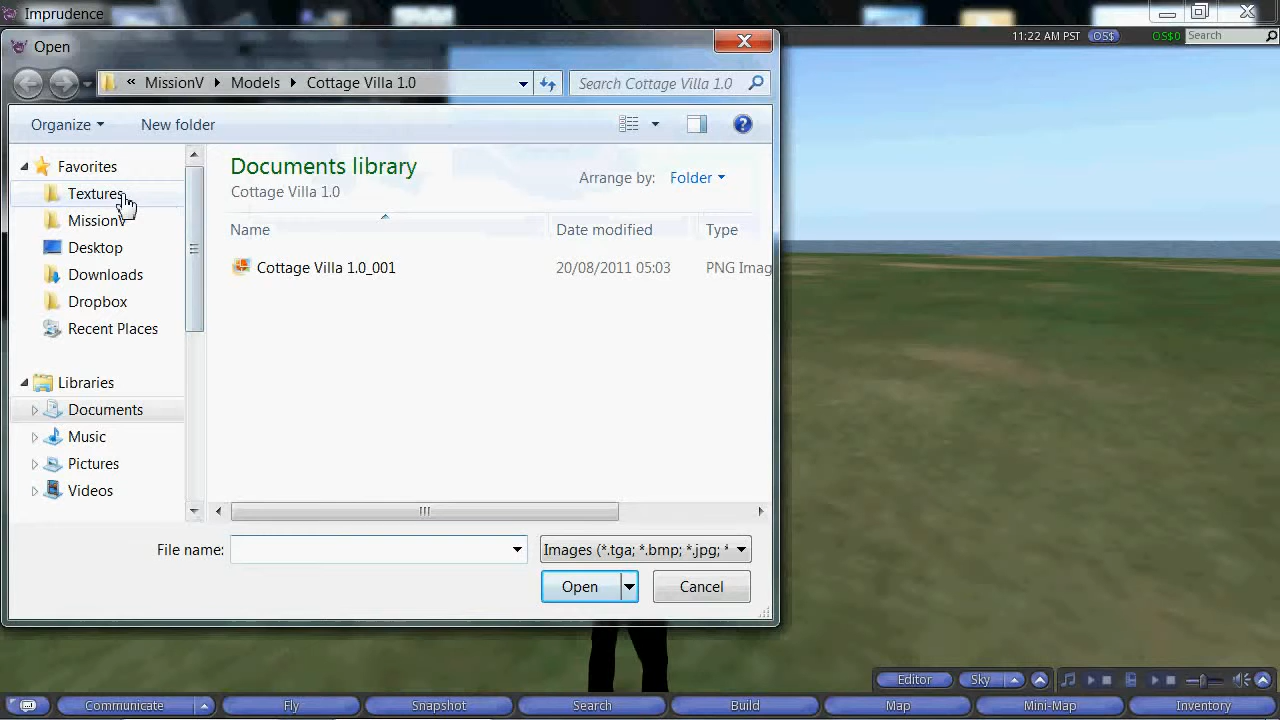 Imprudence
11:22 AM PST OS$ OS$0 Search
Open
« MissionV Models Cottage Villa 1.0
Search Cottage Villa 1.0
Organize New folder
Favorites
Textures
MissionV
Desktop
Downloads
Dropbox
Recent Places
Libraries
Documents
Music
Pictures
Videos
Documents library
Cottage Villa 1.0
Arrange by: Folder
Name Date modified Type
Cottage Villa 1.0_001 20/08/2011 05:03 PNG Imag
File name:
Images (*.tga; *.bmp; *.jpg; *
Open Cancel
Editor Sky
Communicate Fly Snapshot Search Build Map Mini-Map Inventory